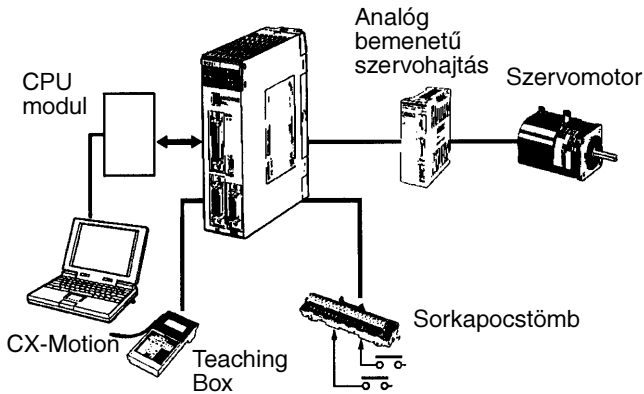 Analóg
bemenetű
szervohajtás
Szervomotor
CPU
modul
CX-Motion
Teaching
Box
Sorkapocstömb